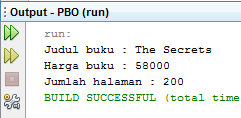 : Output - PBO (run)
run:
Judul buku : The Secrets
Harga buku : 58000
Jumlah halaman : 200
BUILD SUCCESSFUL (total time